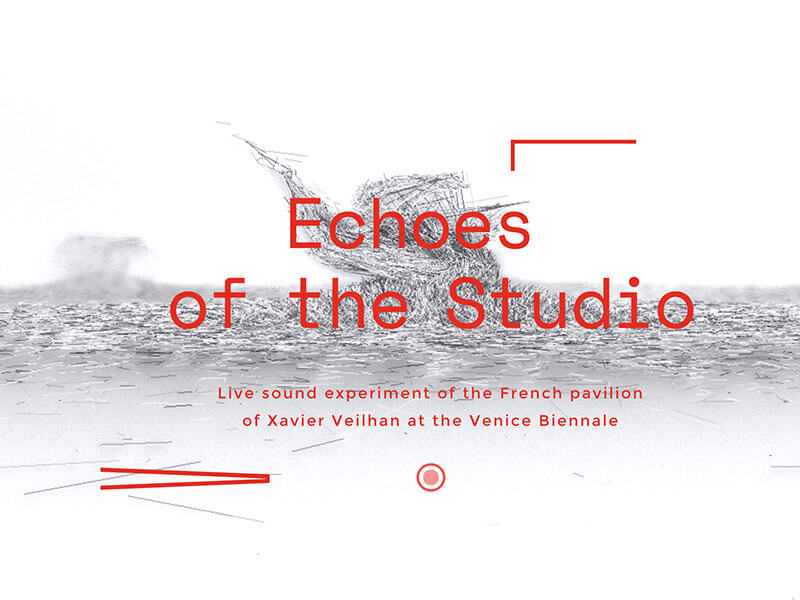 Echoes
of the Studio
Live sound experiment of the French pavilion
of Xavier Veilhan at the Venice Biennale